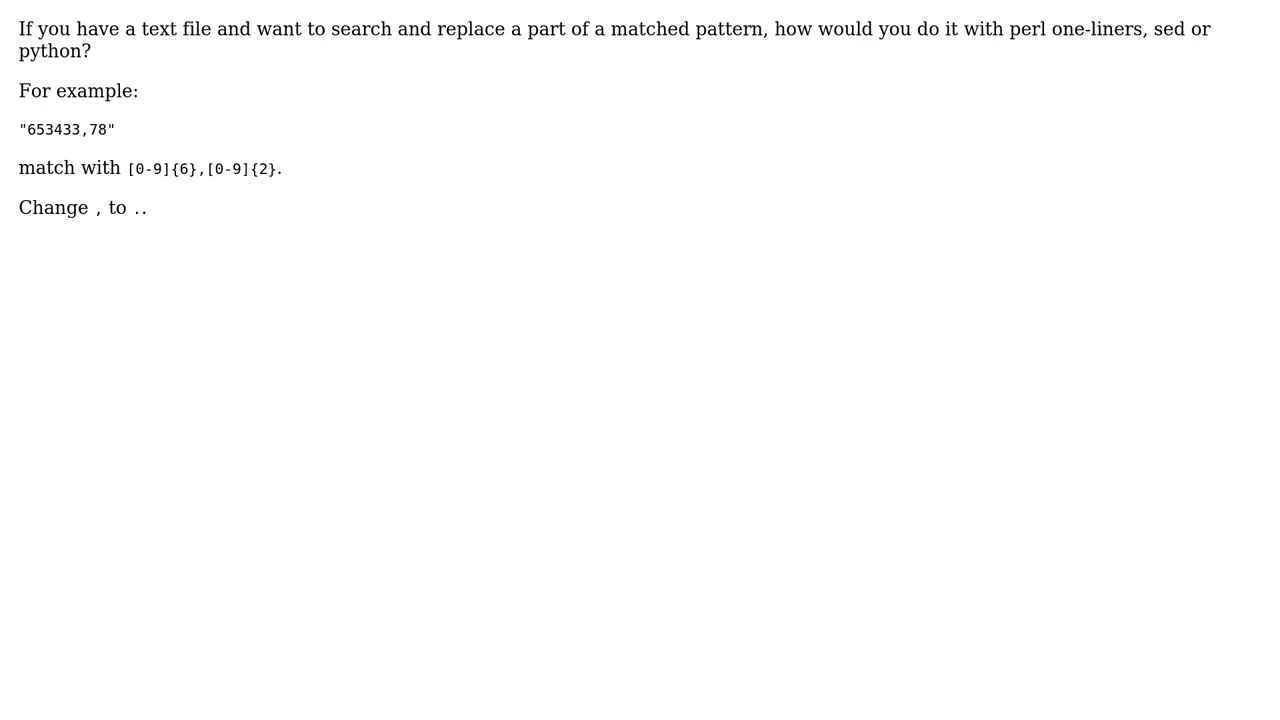 If you have a text file and want to search and replace a part of a matched pattern, how would you do it with perl one-liners, sed or
python?
For example:
"653433,78"
match with [0-9]{6},[0-9]{2}.
Change , to ..